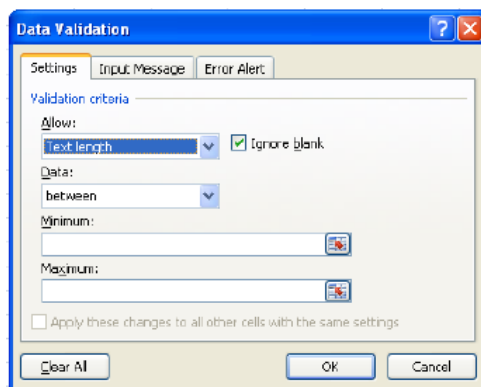 Data Validation
Settings Input Message Error Alert
Validation criteria
Allow:
Text length Ignore blank
Data:
between
Minimum:
Maximum:
Apply these changes to all other cells with the same settings
Clear All OK Cancel